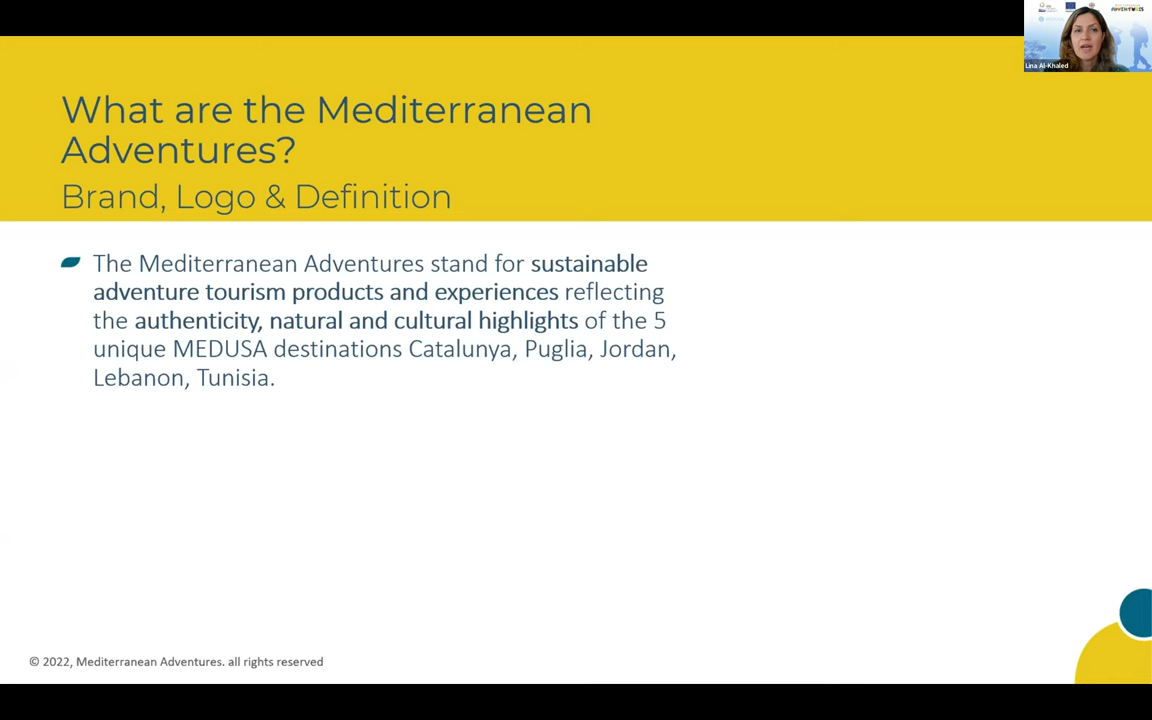 What are the Mediterranean
Adventures?
Brand, Logo & Definition
The Mediterranean Adventures stand for sustainable
adventure tourism products and experiences reflecting
the authenticity, natural and cultural highlights of the 5
unique MEDUSA destinations Catalunya, Puglia, Jordan,
Lebanon, Tunisia.
© 2022, Mediterranean Adventures. all rights reserved
ADVENTURES
Lina Al-Khaled